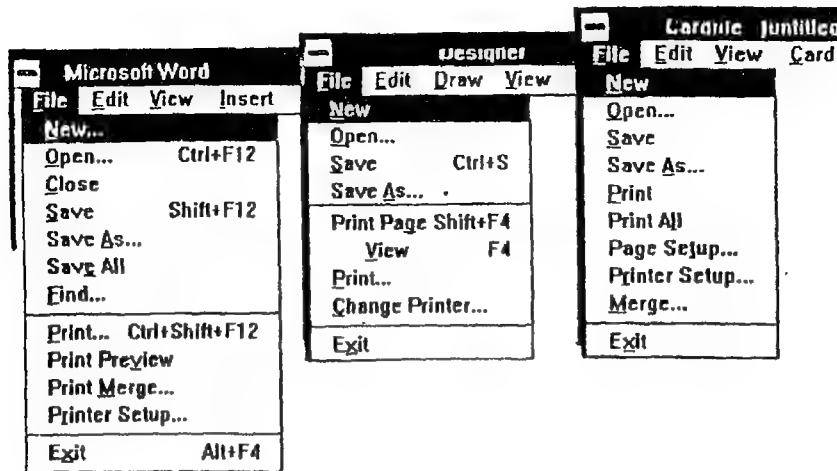 Microsoft Word
File Edit View Insert
New...
Open... Ctrl+F12
Close
Save Shift+F12
Save As...
Save All
Find...
Print... Ctrl+Shift+F12
Print Preview
Print Merge...
Printer Setup...
Exit Alt+F4
Designer
File Edit Draw View
New
Open...
Save Ctrl+S
Save As...
Print Page Shift+F4
View F4
Print...
Change Printer...
Exit
Cardfile
File Edit View Card
New
Open...
Save
Save As...
Print
Print All
Page Setup...
Printer Setup...
Merge...
Exit